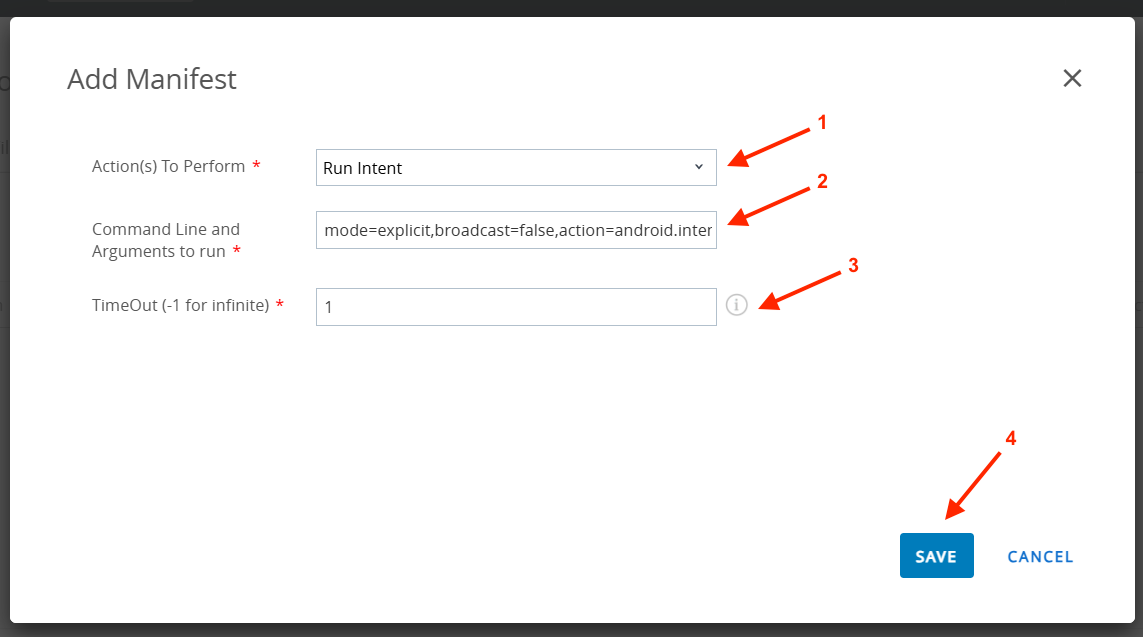 Add Manifest
1
Action(s) To Perform *
Run Intent
2
Command Line and
Arguments to run *
mode=explicit,broadcast=false,action=android.inter
3
TimeOut (-1 for infinite) *
1
4
SAVE
CANCEL